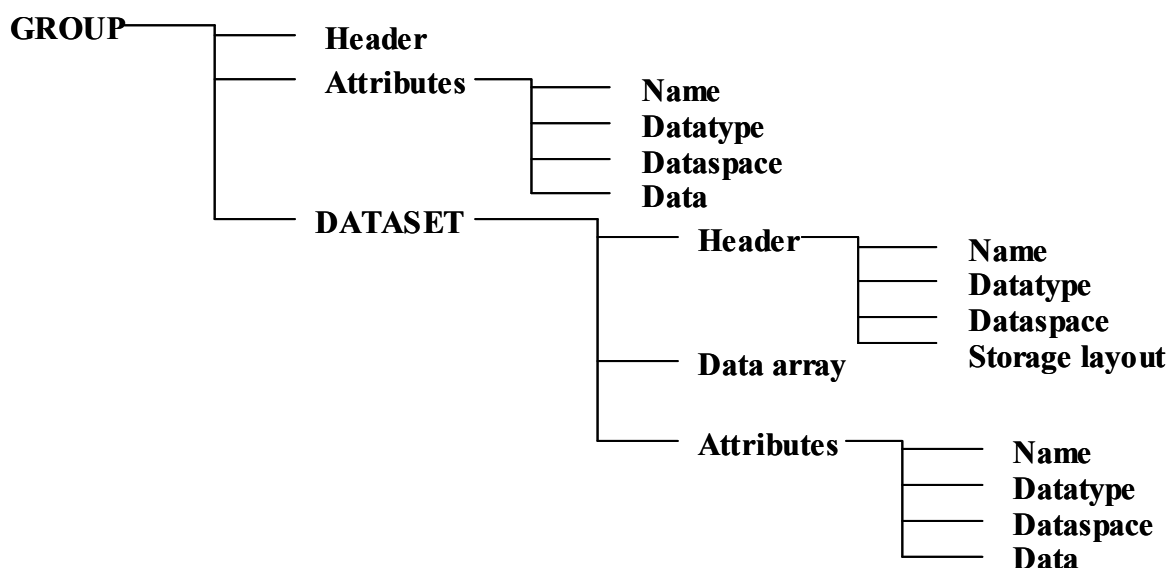 GROUP
Header
Attributes
Name
Datatype
Dataspace
Data
DATASET
Header
Name
Datatype
Dataspace
Storage layout
Data array
Attributes
Name
Datatype
Dataspace
Data